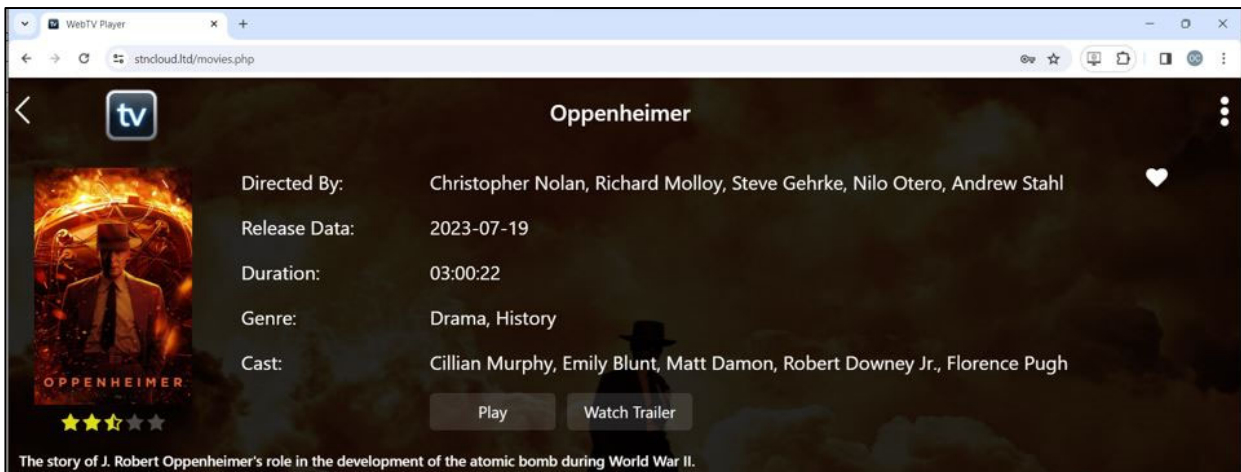 WebTV Player
stncloud.ltd/movies.php
tv
Oppenheimer
Directed By: Christopher Nolan, Richard Molloy, Steve Gehrke, Nilo Otero, Andrew Stahl
Release Data: 2023-07-19
Duration: 03:00:22
Genre: Drama, History
Cast: Cillian Murphy, Emily Blunt, Matt Damon, Robert Downey Jr., Florence Pugh
OPPENHEIMER
Play Watch Trailer
The story of J. Robert Oppenheimer's role in the development of the atomic bomb during World War II.